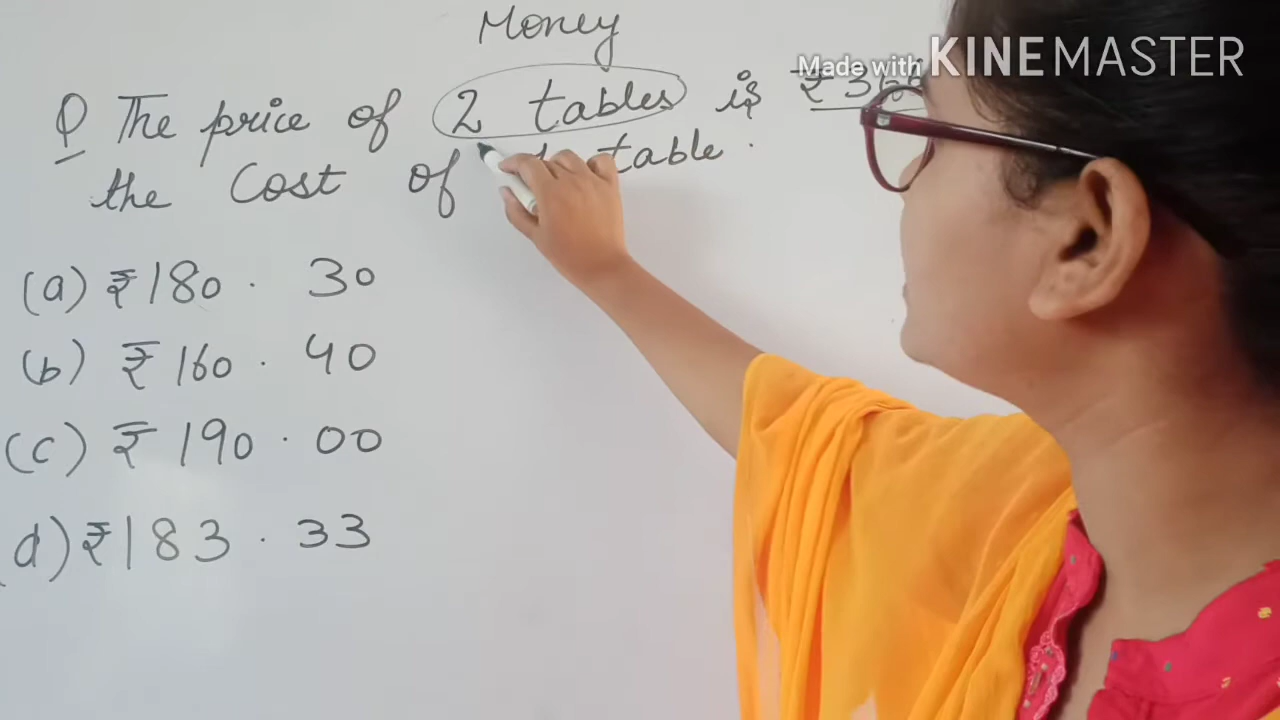 Money
Made with KINEMASTER
Q The price of 2 tables is ₹366
the Cost of table.
(a) ₹180. 30
(b) ₹160. 40
(c) ₹190.00
(d) ₹183. 33